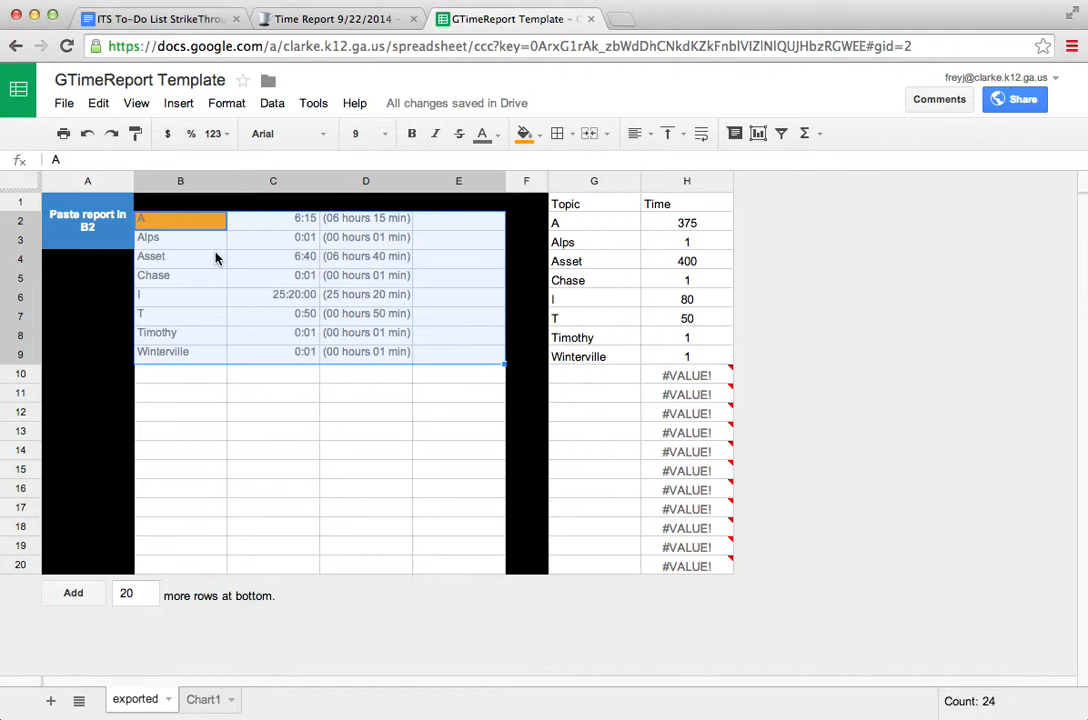 ITS To-Do List StrikeThrou
Time Report 9/22/2014 –
GTimeReport Template – G
https://docs.google.com/a/clarke.k12.ga.us/spreadsheet/ccc?key=0ArxG1rAk_zbWdDhCNkdKZkFnblVIZlNIQUJHbzRGWEE#gid=2
GTimeReport Template
freyj@clarke.k12.ga.us
File Edit View Insert Format Data Tools Help All changes saved in Drive
Comments Share
$ % 123 Arial 9 B I S A Σ
fx A
A B C D E F G H
1 Topic Time
Paste report in
B2
2 A 6:15 (06 hours 15 min) A 375
3 Alps 0:01 (00 hours 01 min) Alps 1
4 Asset 6:40 (06 hours 40 min) Asset 400
5 Chase 0:01 (00 hours 01 min) Chase 1
6 I 25:20:00 (25 hours 20 min) I 80
7 T 0:50 (00 hours 50 min) T 50
8 Timothy 0:01 (00 hours 01 min) Timothy 1
9 Winterville 0:01 (00 hours 01 min) Winterville 1
10 #VALUE!
11 #VALUE!
12 #VALUE!
13 #VALUE!
14 #VALUE!
15 #VALUE!
16 #VALUE!
17 #VALUE!
18 #VALUE!
19 #VALUE!
20 #VALUE!
Add 20 more rows at bottom.
exported Chart1 Count: 24